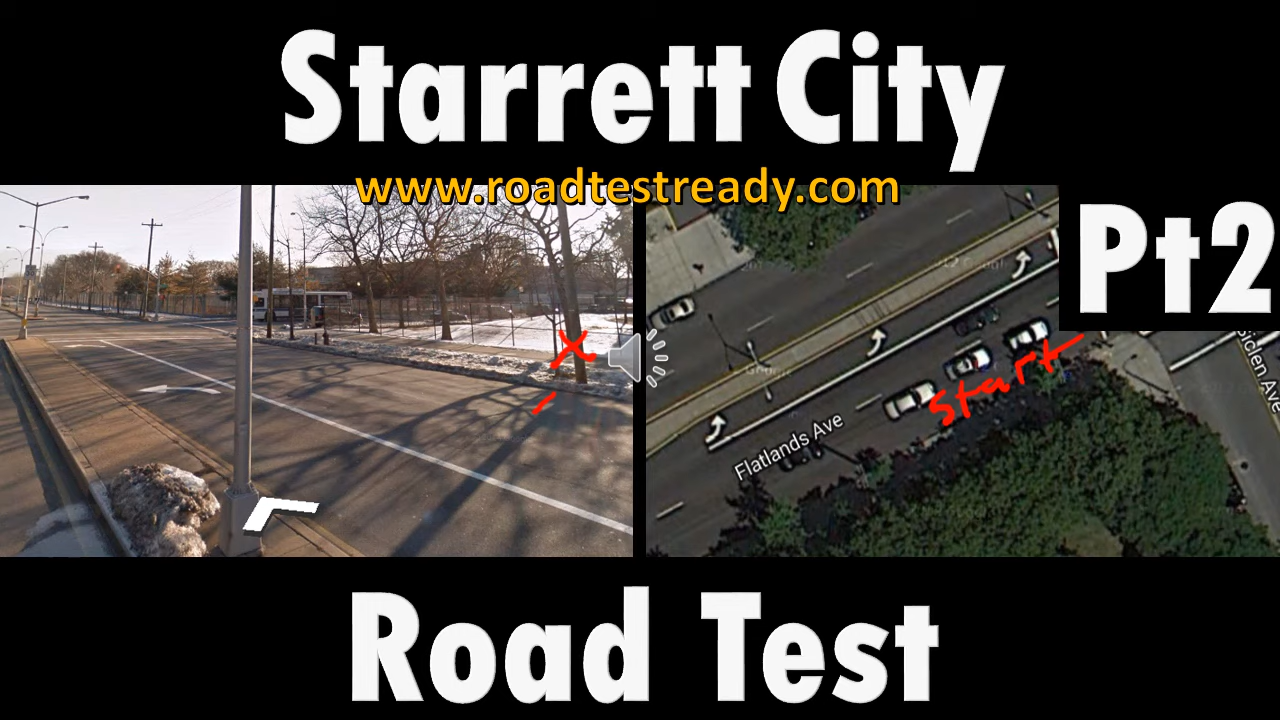 Starrett City
www.roadtestready.com
Pt2
Start
Flatlands Ave
Road Test